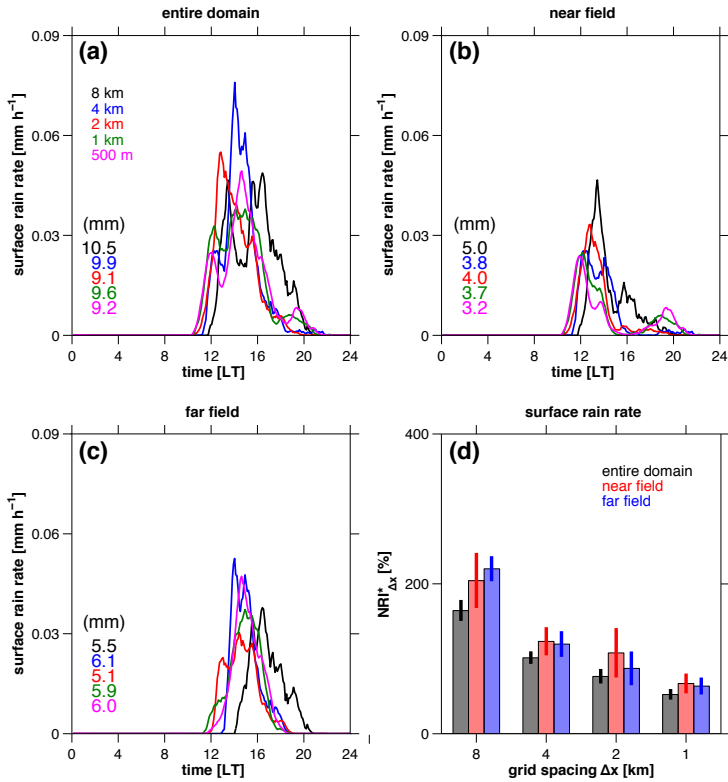 entire domain
(a)
surface rain rate [mm h⁻¹]
0.09
0.06
0.03
0
8 km
4 km
2 km
1 km
500 m
(mm)
10.5
9.9
9.1
9.6
9.2
0 4 8 12 16 20 24
time [LT]
near field
(b)
surface rain rate [mm h⁻¹]
0.09
0.06
0.03
0
(mm)
5.0
3.8
4.0
3.7
3.2
0 4 8 12 16 20 24
time [LT]
far field
(c)
surface rain rate [mm h⁻¹]
0.09
0.06
0.03
0
(mm)
5.5
6.1
5.1
5.9
6.0
0 4 8 12 16 20 24
time [LT]
surface rain rate
(d)
NRI*Δx [%]
400
200
0
entire domain
near field
far field
8 4 2 1
grid spacing Δx [km]